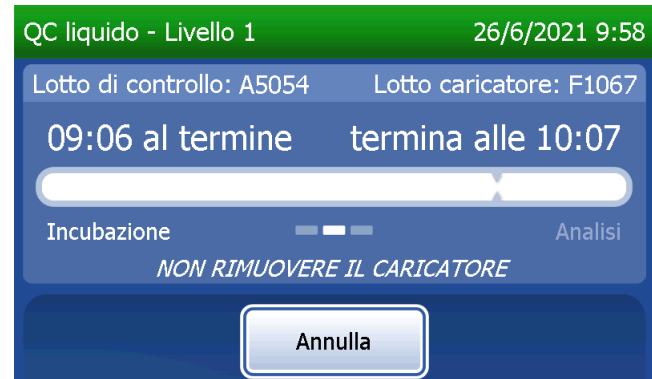 QC liquido - Livello 1 26/6/2021 9:58
Lotto di controllo: A5054 Lotto caricatore: F1067
09:06 al termine termina alle 10:07
Incubazione Analisi
NON RIMUOVERE IL CARICATORE
Annulla